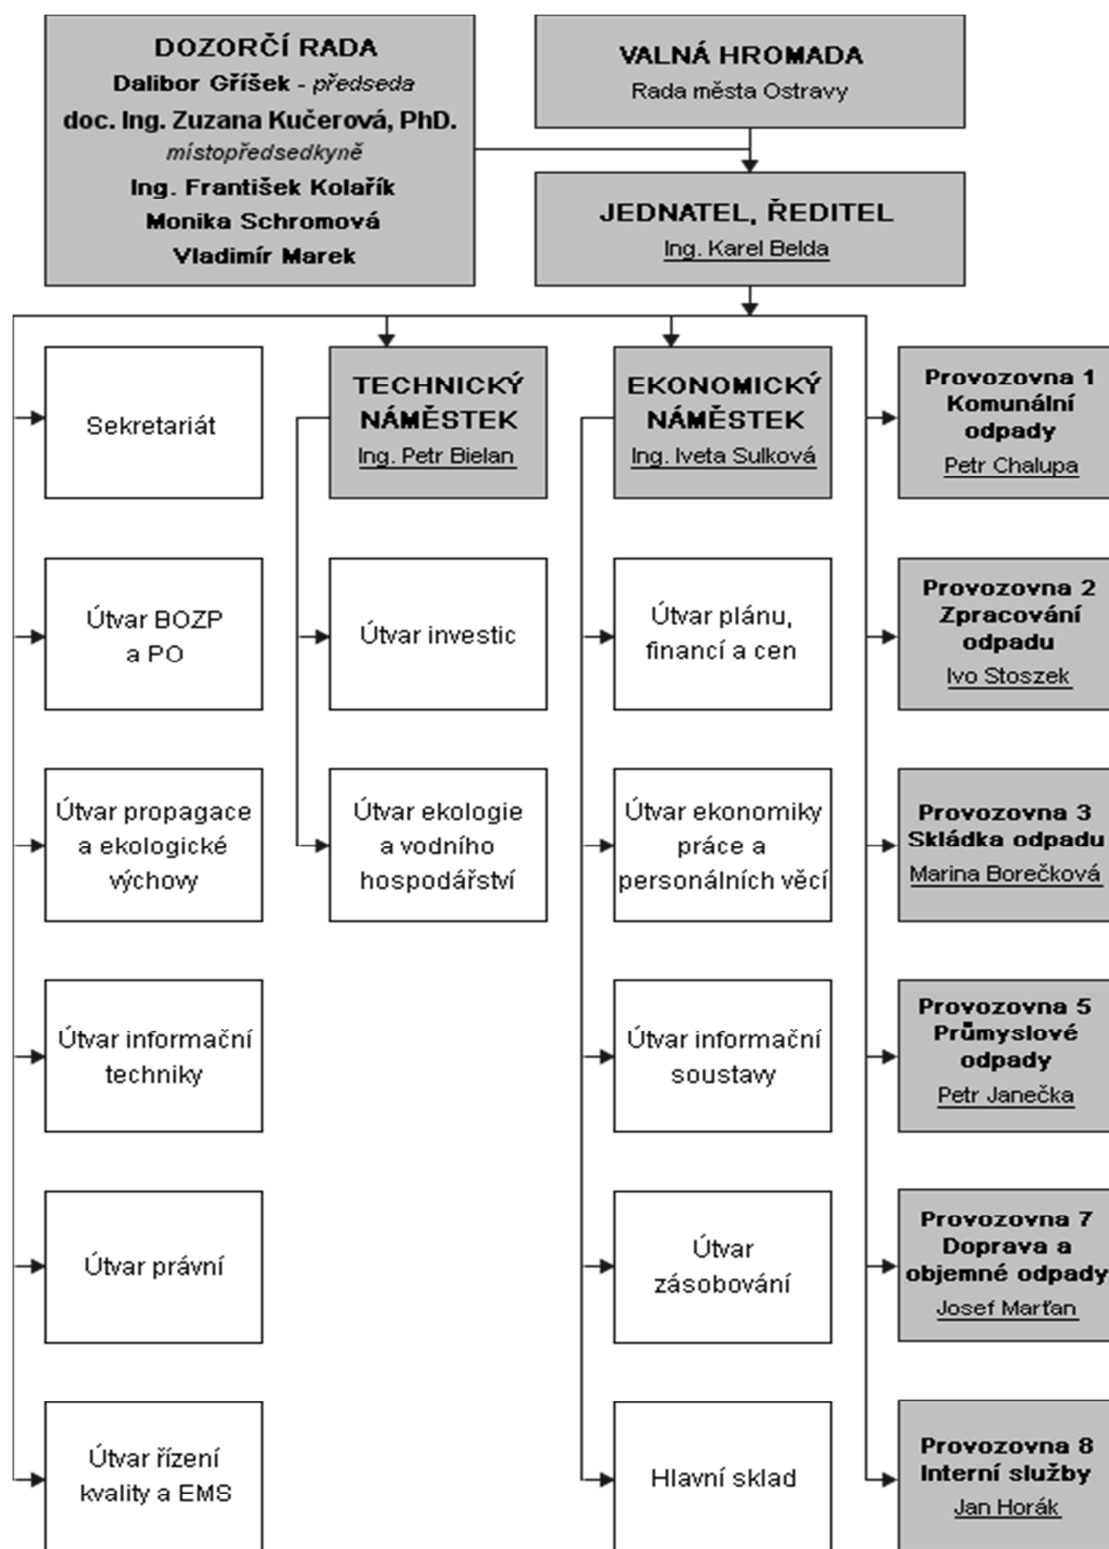 DOZORČÍ RADA
Dalibor Gříšek - předseda
doc. Ing. Zuzana Kučerová, PhD.
místopředsedkyně
Ing. František Kolařík
Monika Schromová
Vladimír Marek
VALNÁ HROMADA
Rada města Ostravy
JEDNATEL, ŘEDITEL
Ing. Karel Belda
Sekretariát
TECHNICKÝ
NÁMĚSTEK
Ing. Petr Bielan
EKONOMICKÝ
NÁMĚSTEK
Ing. Iveta Sulková
Provozovna 1
Komunální
odpady
Petr Chalupa
Útvar BOZP
a PO
Útvar investic
Útvar plánu,
financí a cen
Provozovna 2
Zpracování
odpadu
Ivo Stoszek
Útvar propagace
a ekologické
výchovy
Útvar ekologie
a vodního
hospodářství
Útvar ekonomiky
práce a
personálních věcí
Provozovna 3
Skládka odpadu
Marina Borečková
Útvar informační
techniky
Útvar informační
soustavy
Provozovna 5
Průmyslové
odpady
Petr Janečka
Útvar právní
Útvar
zásobování
Provozovna 7
Doprava a
objemné odpady
Josef Marťan
Útvar řízení
kvality a EMS
Hlavní sklad
Provozovna 8
Interní služby
Jan Horák